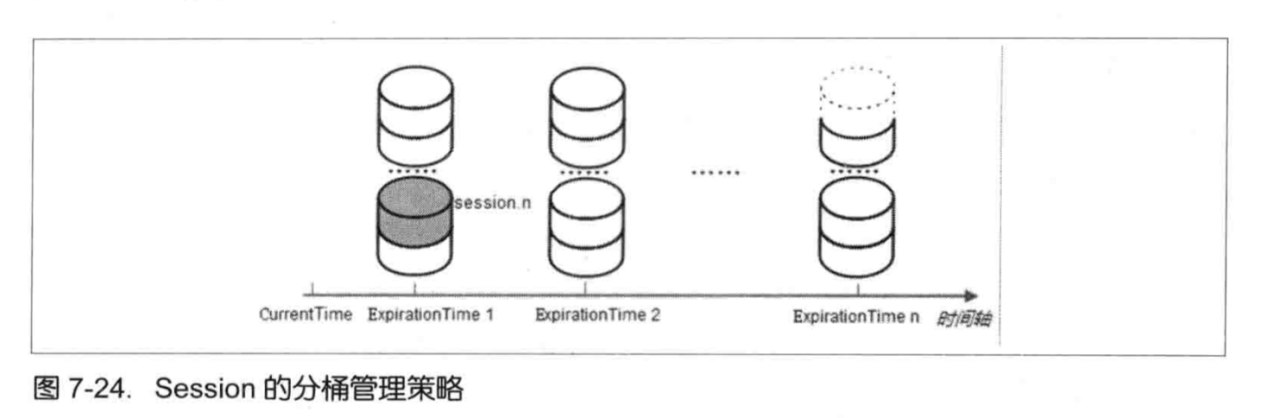 session.n
CurrentTime ExpirationTime 1 ExpirationTime 2 ExpirationTime n 时间轴
图 7-24. Session 的分桶管理策略